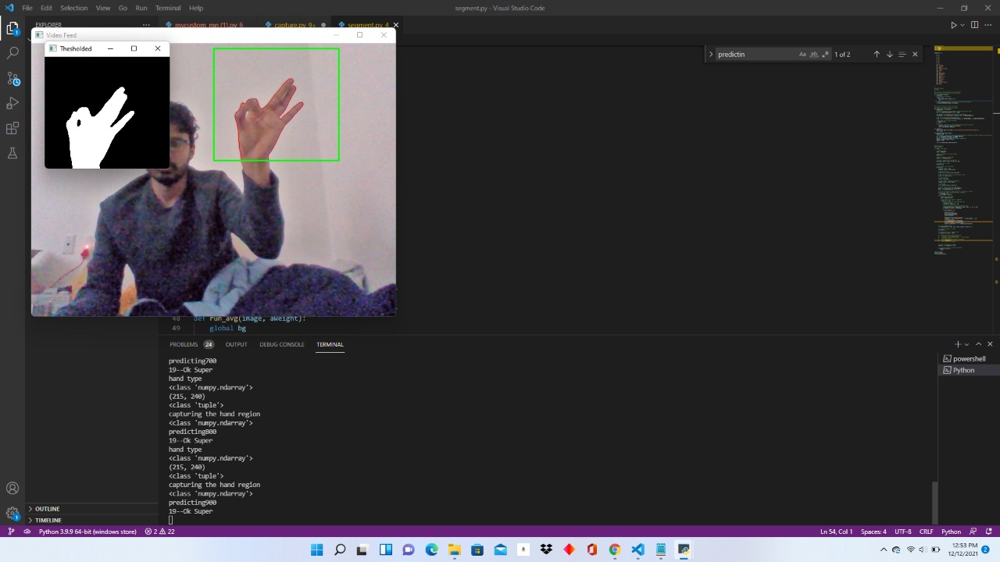 File Edit Selection View Go Run Terminal Help
segment.py - Visual Studio Code
EXPLORER
mycustom_mn (1).py 6
capture.py 9+
segment.py 4
Video Feed
Thesholded
predictin
Aa
ab
1 of 2
48 def run_avg(image, aWeight):
49 global bg
PROBLEMS 24 OUTPUT DEBUG CONSOLE TERMINAL
predicting700
19--Ok Super
hand type
<class 'numpy.ndarray'>
(215, 240)
<class 'tuple'>
capturing the hand region
<class 'numpy.ndarray'>
predicting800
19--Ok Super
hand type
<class 'numpy.ndarray'>
(215, 240)
<class 'tuple'>
capturing the hand region
<class 'numpy.ndarray'>
predicting900
19--Ok Super
powershell
Python
OUTLINE
TIMELINE
Python 3.9.9 64-bit (windows store)
2
22
Ln 54, Col 1
Spaces: 4
UTF-8
CRLF
Python
12:53 PM
12/12/2021
2